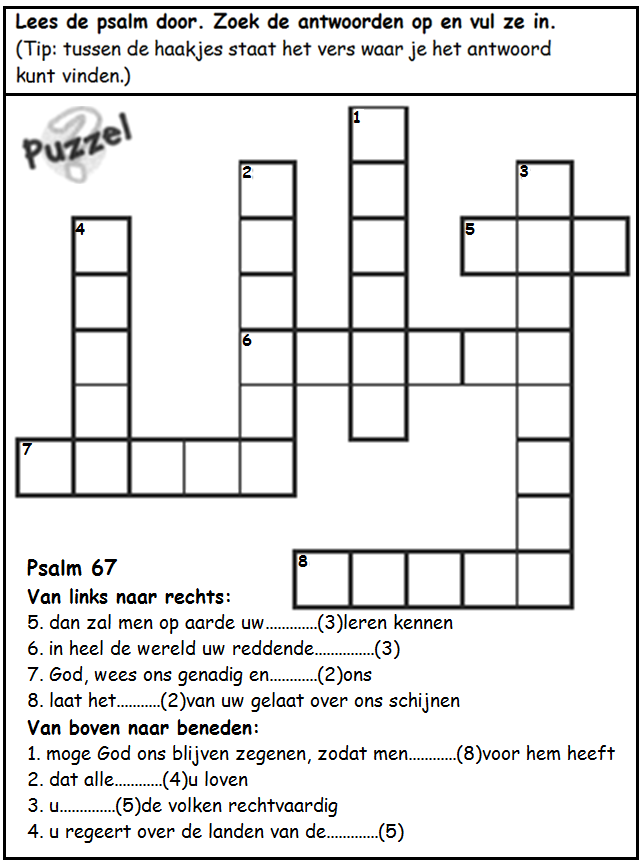 Lees de psalm door. Zoek de antwoorden op en vul ze in.
(Tip: tussen de haakjes staat het vers waar je het antwoord
kunt vinden.)
Puzzel
?
1
2
3
4
5
6
7
8
Psalm 67
Van links naar rechts:
5. dan zal men op aarde uw.............(3)leren kennen
6. in heel de wereld uw reddende...............(3)
7. God, wees ons genadig en............(2)ons
8. laat het...........(2)van uw gelaat over ons schijnen
Van boven naar beneden:
1. moge God ons blijven zegenen, zodat men............(8)voor hem heeft
2. dat alle............(4)u loven
3. u..............(5)de volken rechtvaardig
4. u regeert over de landen van de.............(5)